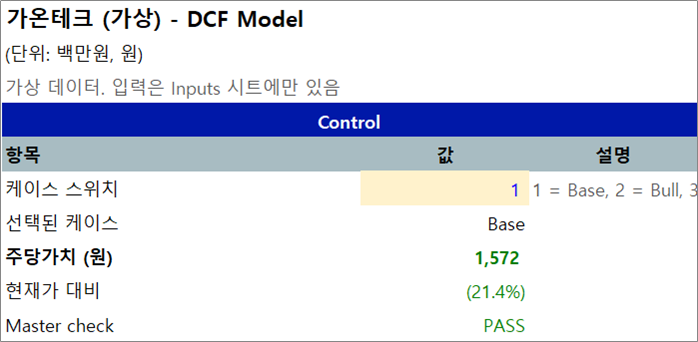 가온테크 (가상) - DCF Model
(단위: 백만원, 원)
가상 데이터. 입력은 Inputs 시트에만 있음
Control
항목 값 설명
케이스 스위치 1 1 = Base, 2 = Bull, 3
선택된 케이스 Base
주당가치 (원) 1,572
현재가 대비 (21.4%)
Master check PASS